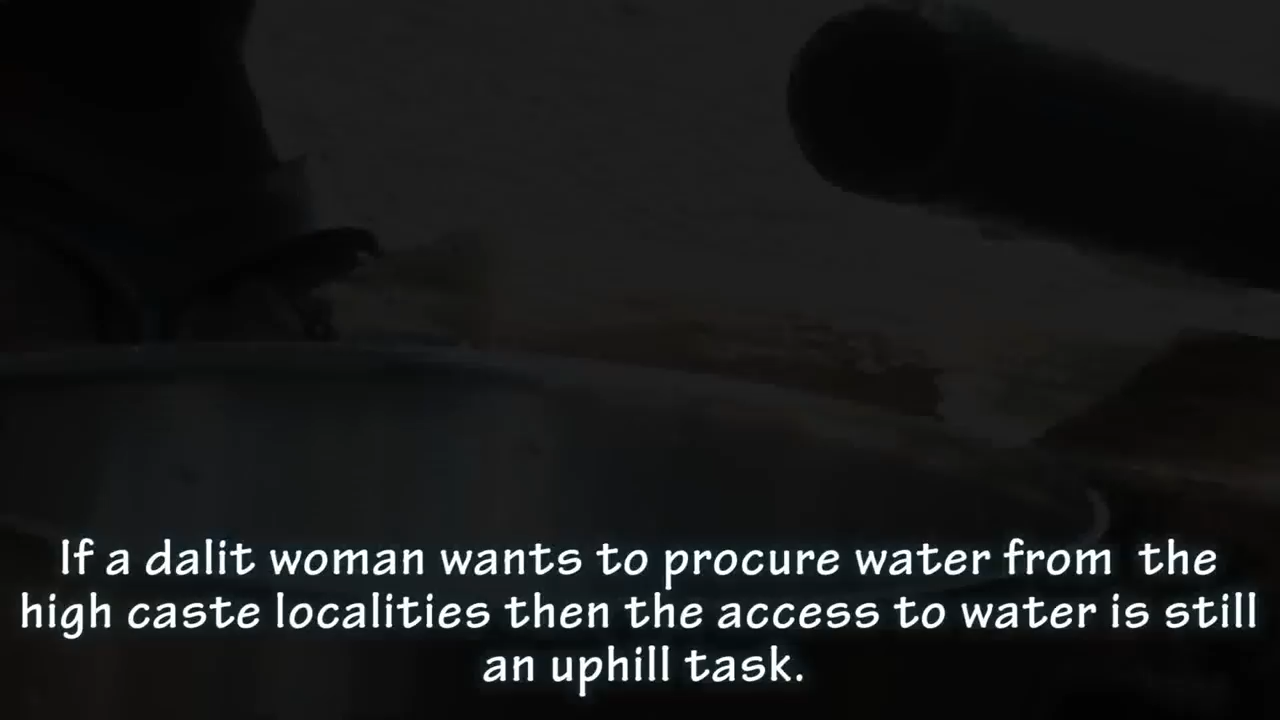 If a dalit woman wants to procure water from the
high caste localities then the access to water is still
an uphill task.